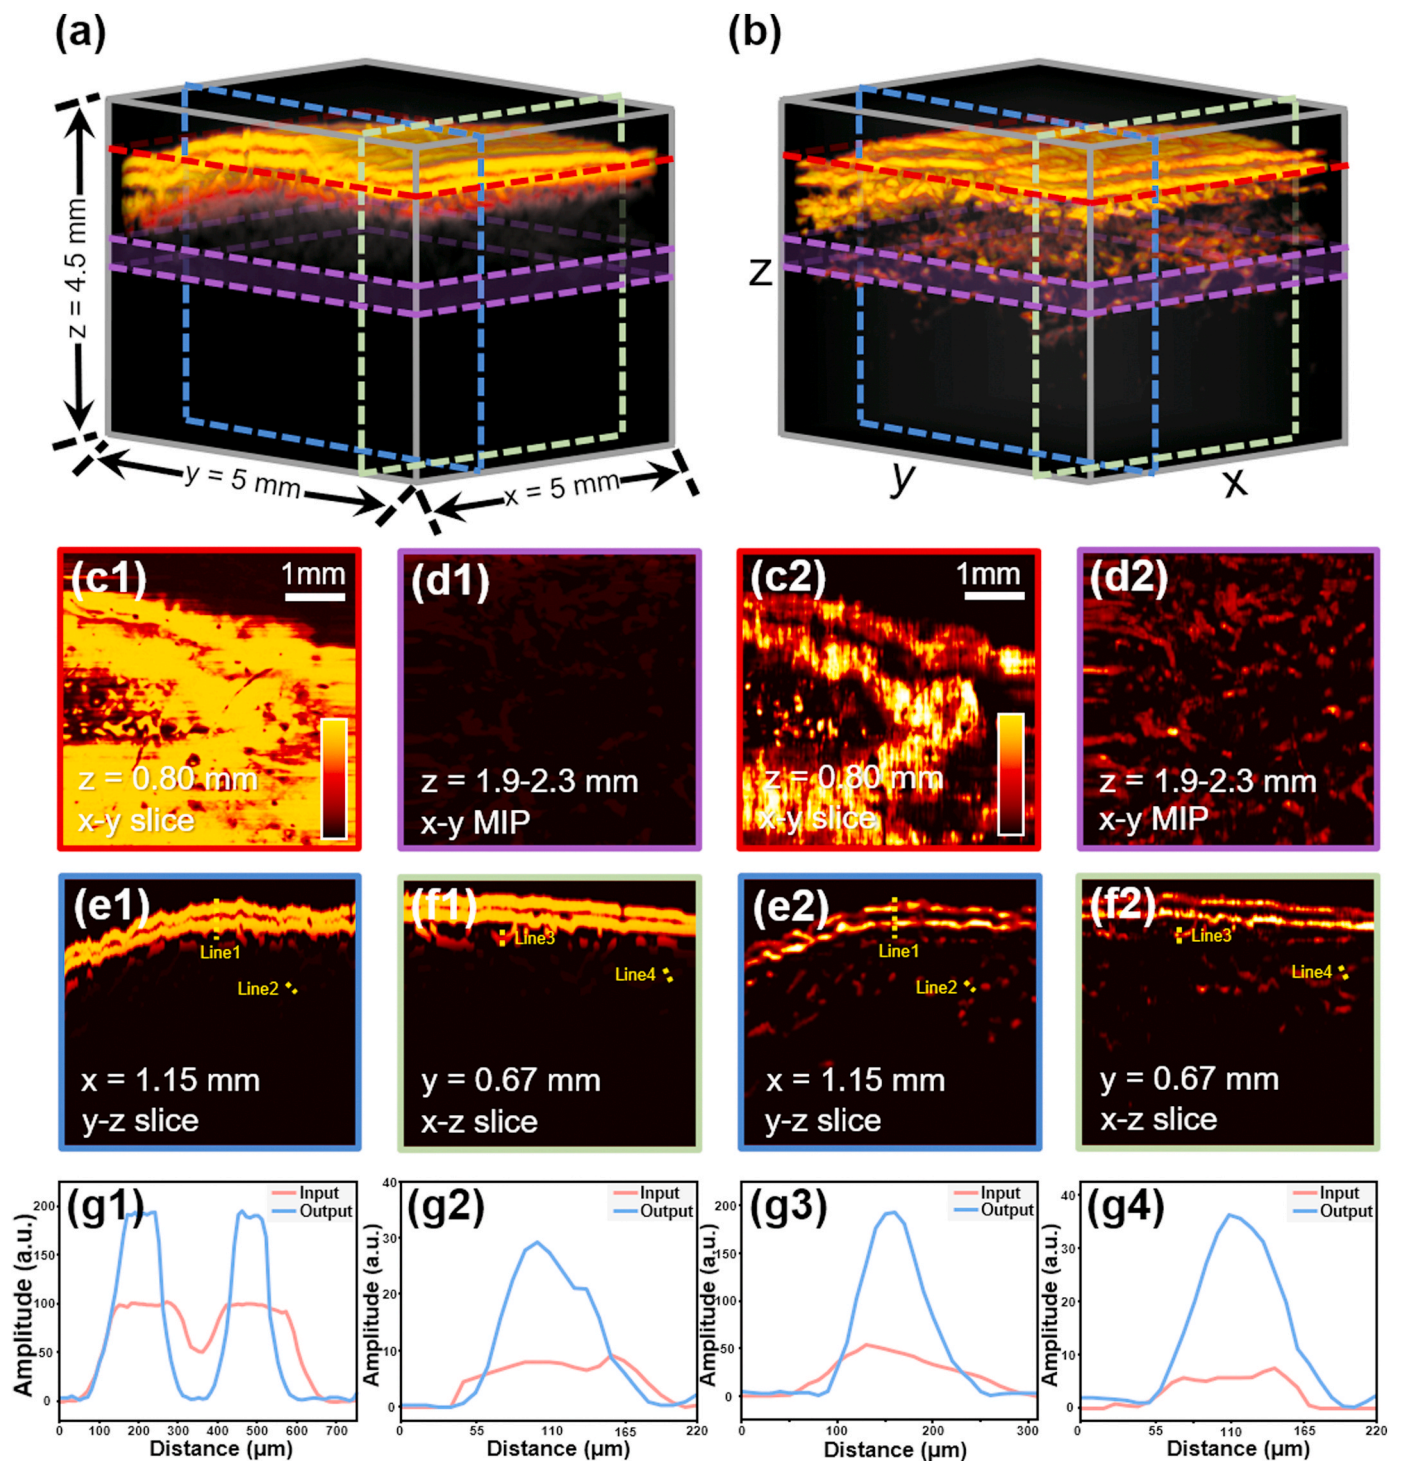 (a)
(b)
z = 4.5 mm
y = 5 mm
x = 5 mm
z
y
x
(c1)
1mm
z = 0.80 mm
x-y slice
(d1)
z = 1.9-2.3 mm
x-y MIP
(c2)
1mm
z = 0.80 mm
x-y slice
(d2)
z = 1.9-2.3 mm
x-y MIP
(e1)
Line1
Line2
x = 1.15 mm
y-z slice
(f1)
Line3
Line4
y = 0.67 mm
x-z slice
(e2)
Line1
Line2
x = 1.15 mm
y-z slice
(f2)
Line3
Line4
y = 0.67 mm
x-z slice
(g1)
Input
Output
Amplitude (a.u.)
200
150
100
50
0
0 100 200 300 400 500 600 700
Distance (µm)
(g2)
Input
Output
Amplitude (a.u.)
40
30
20
10
0
0 55 110 165 220
Distance (µm)
(g3)
Input
Output
Amplitude (a.u.)
200
150
100
50
0
0 100 200 300
Distance (µm)
(g4)
Input
Output
Amplitude (a.u.)
40
30
20
10
0
0 55 110 165 220
Distance (µm)